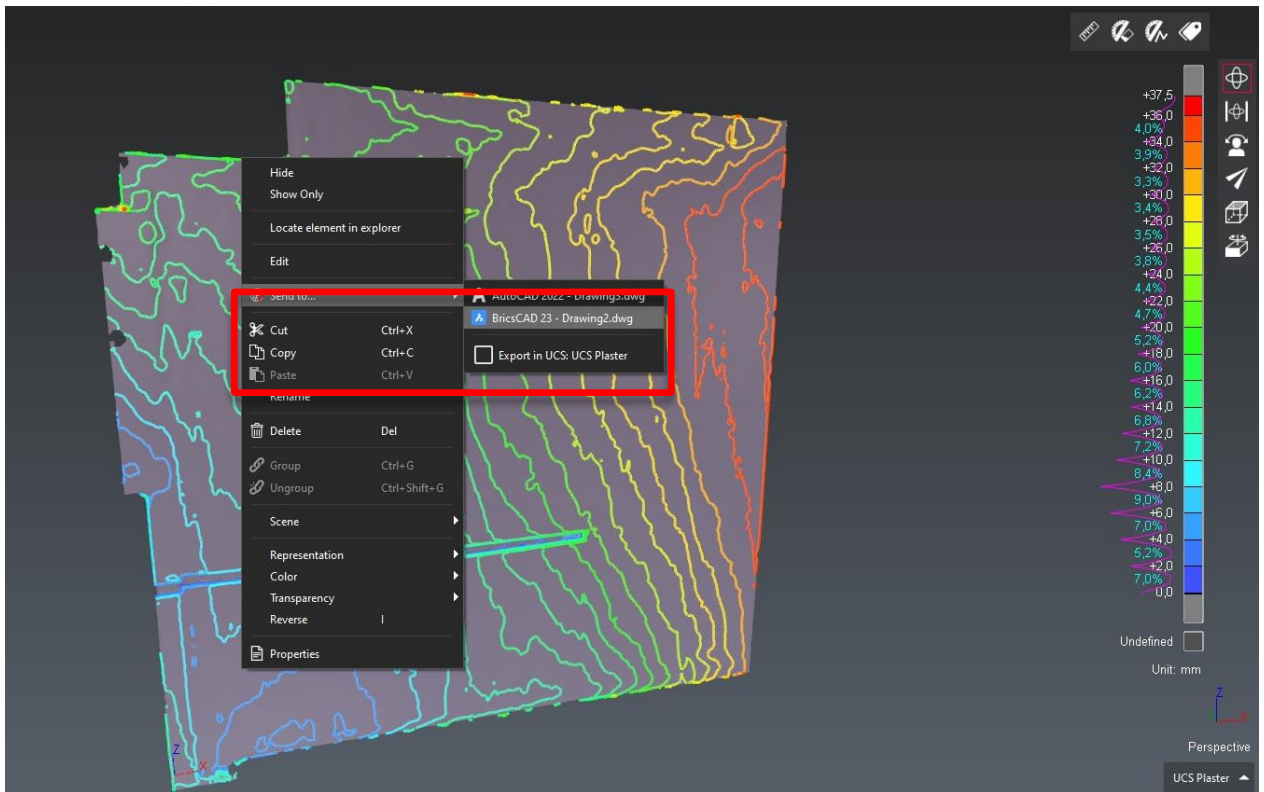 Hide
Show Only
Locate element in explorer
Edit
Send to...
Cut Ctrl+X
Copy Ctrl+C
Paste Ctrl+V
Rename
Delete Del
Group Ctrl+G
Ungroup Ctrl+Shift+G
Scene
Representation
Color
Transparency
Reverse I
Properties
AutoCAD 2022 - Drawing3.dwg
BricsCAD 23 - Drawing2.dwg
Export in UCS: UCS Plaster
+37,5
+36,0
4,0%
+34,0
3,9%
+32,0
3,3%
+30,0
3,4%
+28,0
3,5%
+26,0
3,8%
+24,0
4,4%
+22,0
4,7%
+20,0
5,2%
+18,0
6,0%
+16,0
6,2%
+14,0
6,8%
+12,0
7,2%
+10,0
8,4%
+8,0
9,0%
+6,0
7,0%
+4,0
5,2%
+2,0
7,0%
0,0
Undefined
Unit: mm
Z
X
Z
X
Perspective
UCS Plaster